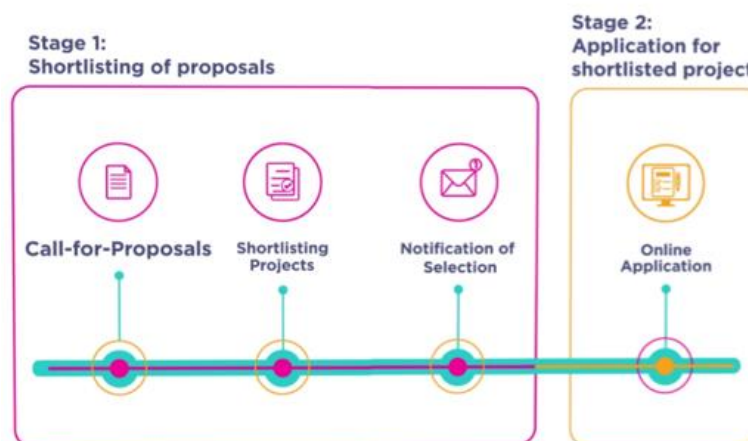 Stage 1:
Shortlisting of proposals
Call-for-Proposals
Shortlisting
Projects
Notification of
Selection
Stage 2:
Application for
shortlisted project
Online
Application